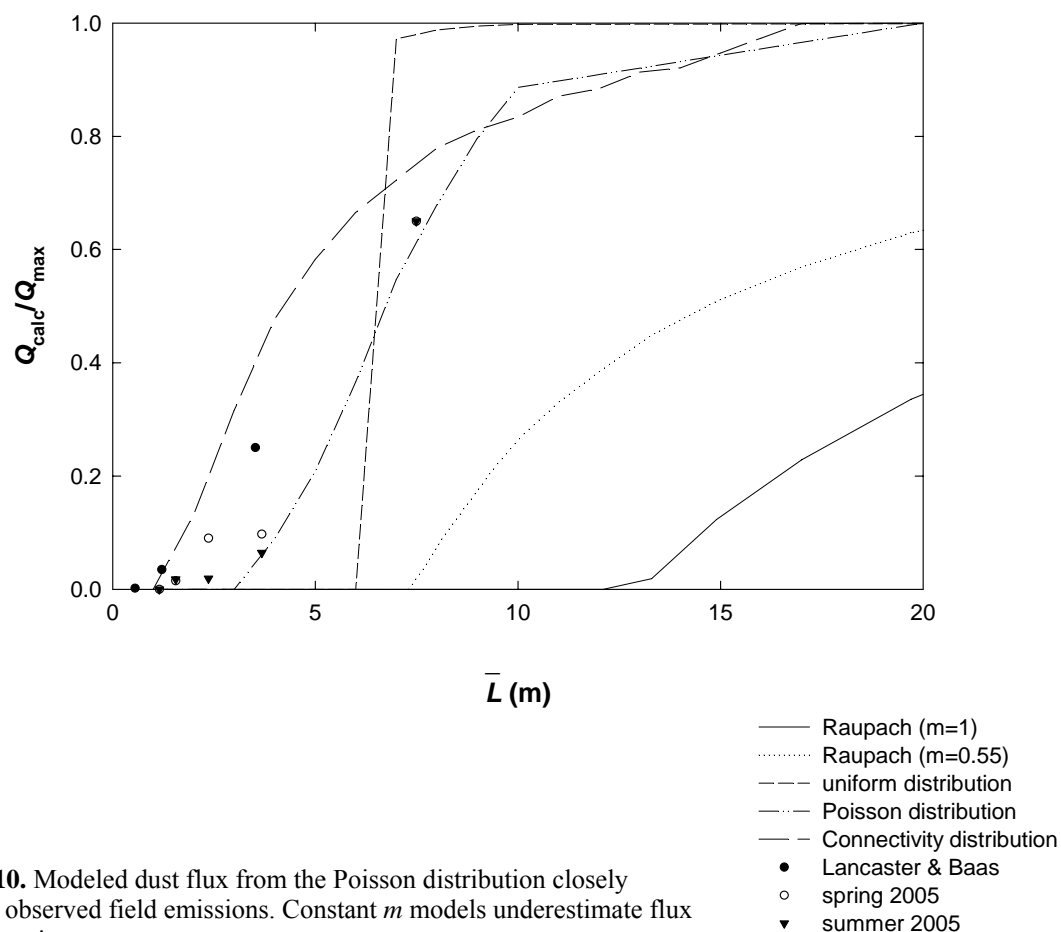 1.0
0.8
0.6
0.4
0.2
0.0
Qcalc/Qmax
0 5 10 15 20
L̅ (m)
Raupach (m=1)
Raupach (m=0.55)
uniform distribution
Poisson distribution
Connectivity distribution
Lancaster & Baas
spring 2005
summer 2005
10. Modeled dust flux from the Poisson distribution closely
observed field emissions. Constant m models underestimate flux